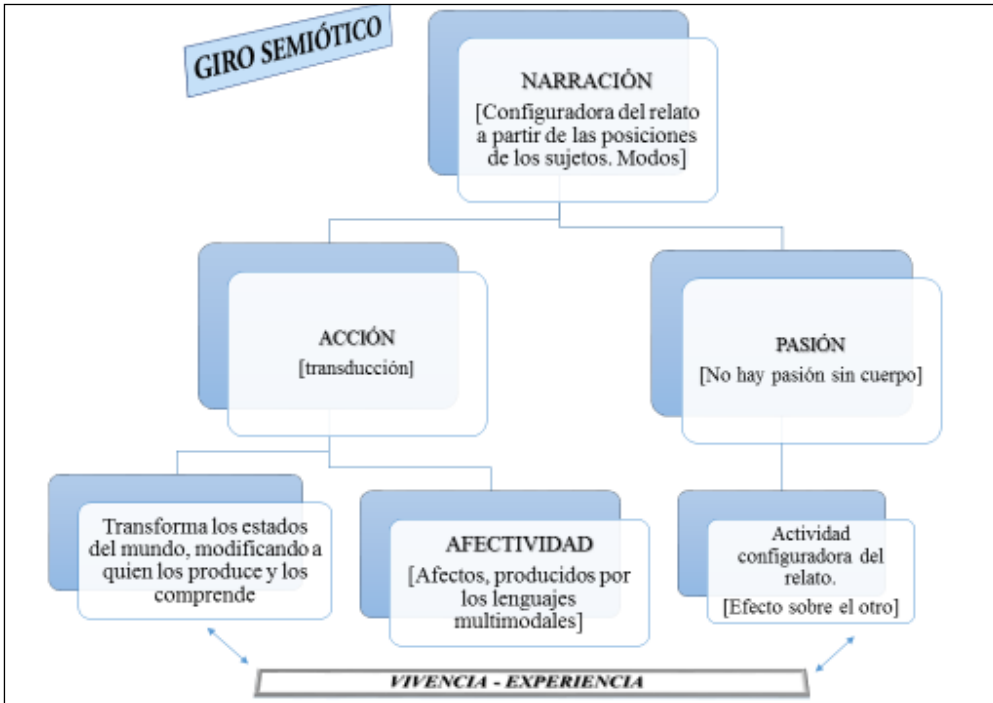 GIRO SEMIÓTICO
NARRACIÓN
[Configuradora del relato
a partir de las posiciones
de los sujetos. Modos]
ACCIÓN
[transducción]
PASIÓN
[No hay pasión sin cuerpo]
Transforma los estados
del mundo, modificando a
quien los produce y los
comprende
AFECTIVIDAD
[Afectos, producidos por
los lenguajes
multimodales]
Actividad
configuradora del
relato.
[Efecto sobre el otro]
VIVENCIA - EXPERIENCIA